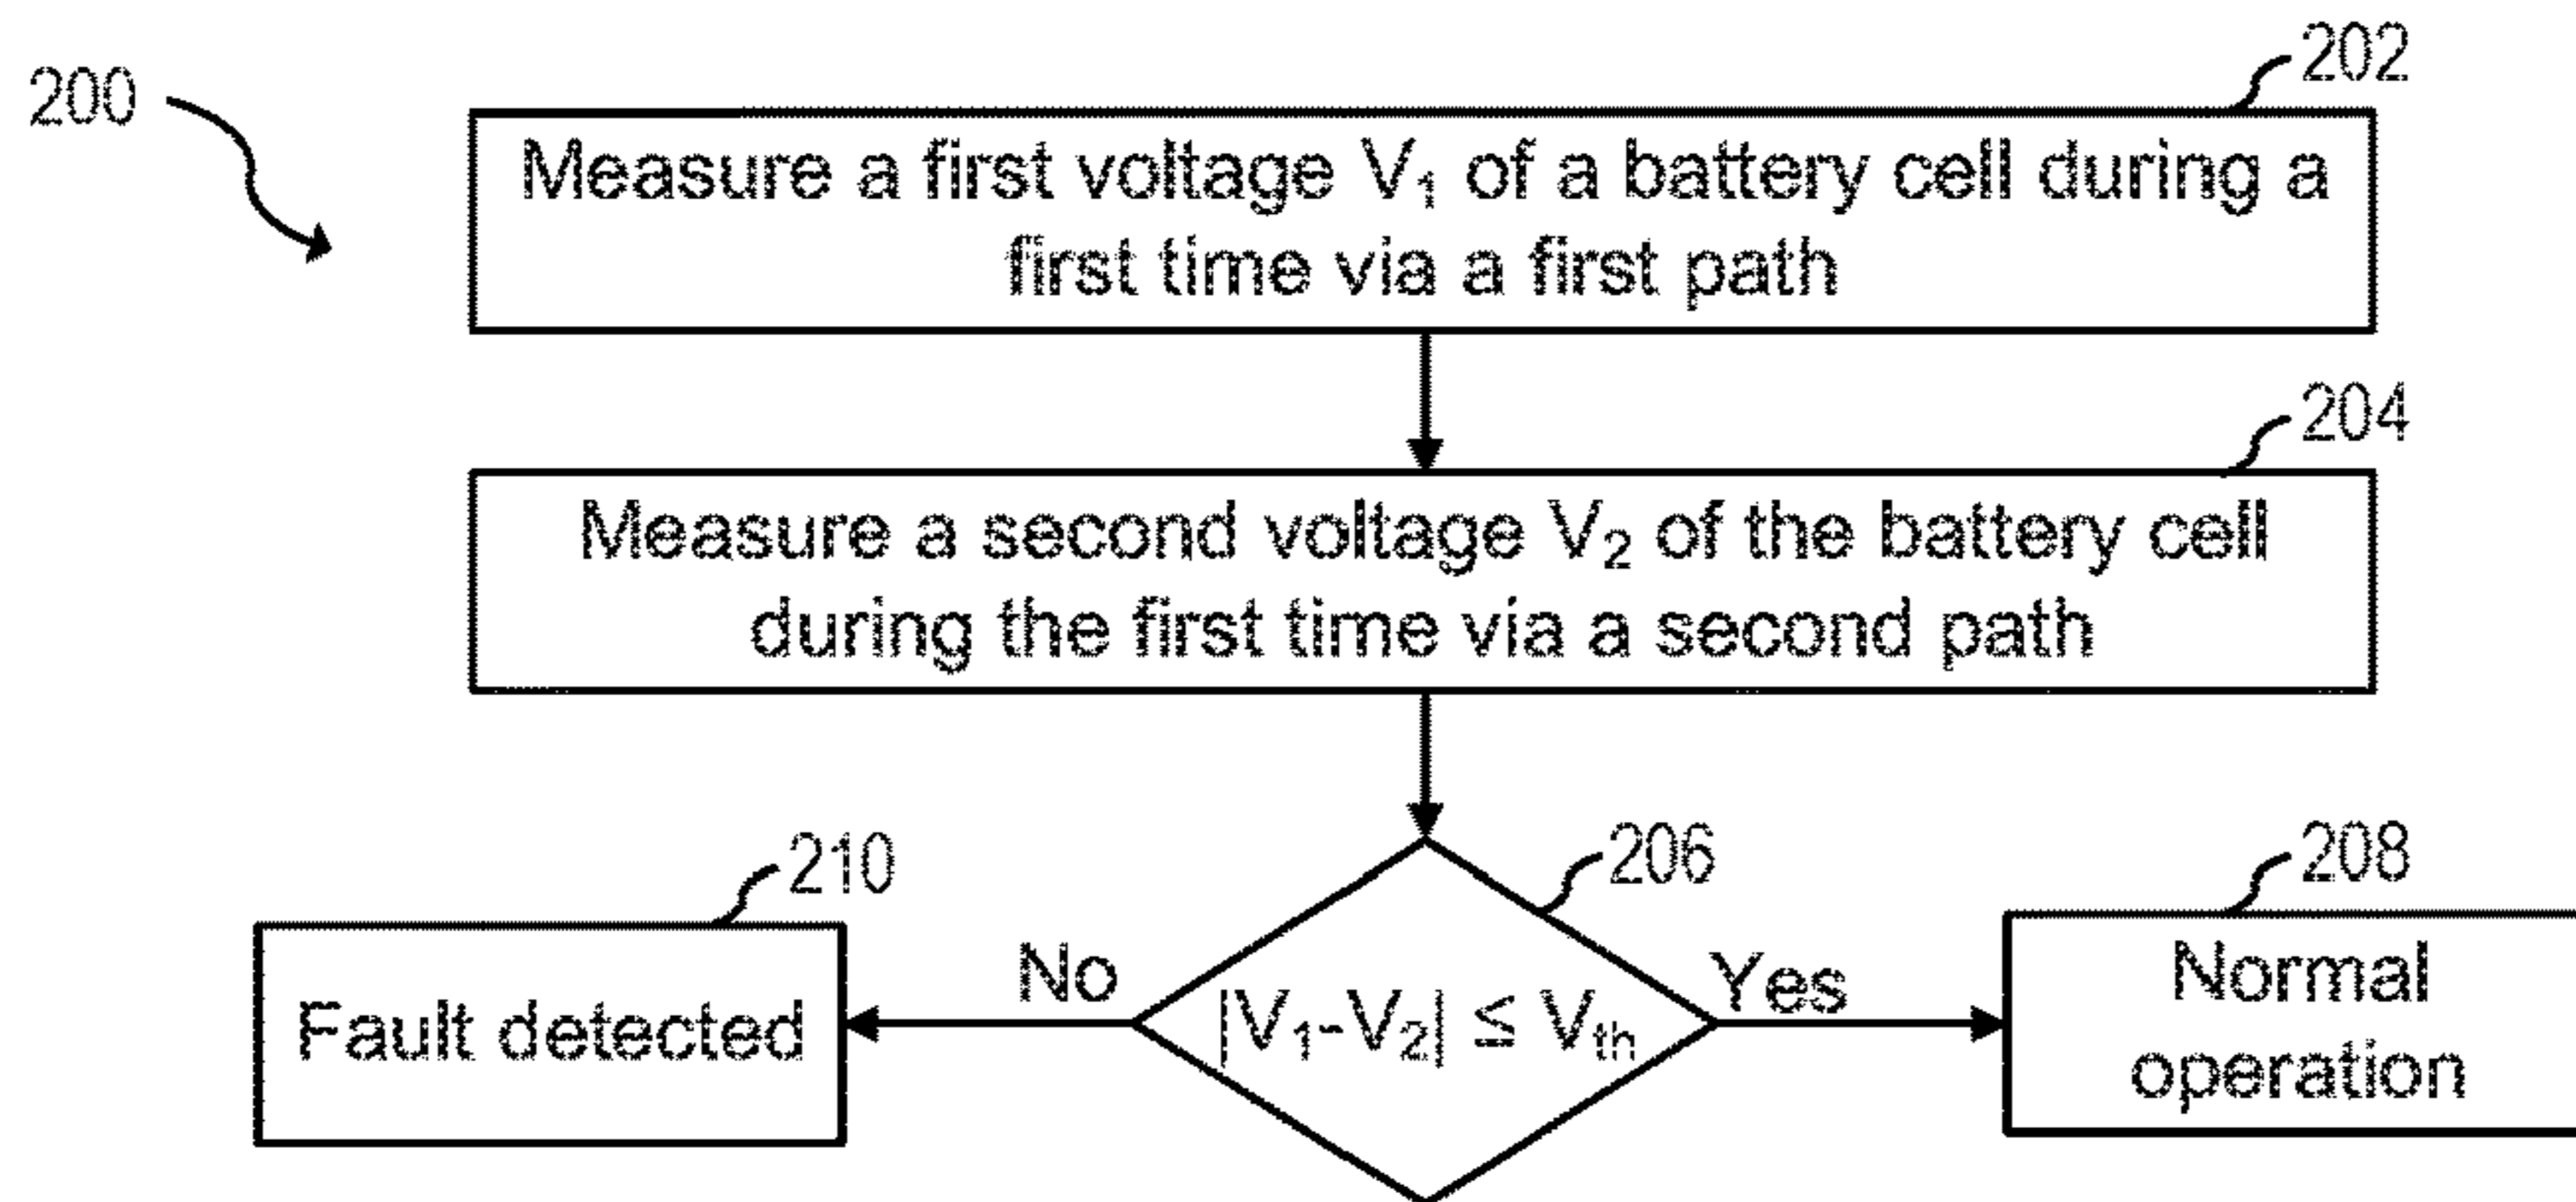 200
202
Measure a first voltage V₁ of a battery cell during a
first time via a first path
204
Measure a second voltage V₂ of the battery cell
during the first time via a second path
206
|V₁-V₂| ≤ Vth
No
Yes
210
Fault detected
208
Normal
operation